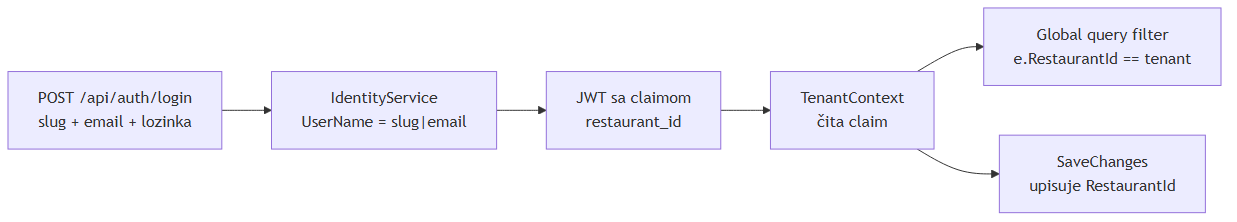 POST /api/auth/login
slug + email + lozinka
IdentityService
UserName = slug|email
JWT sa claimom
restaurant_id
TenantContext
čita claim
Global query filter
e.RestaurantId == tenant
SaveChanges
upisuje RestaurantId